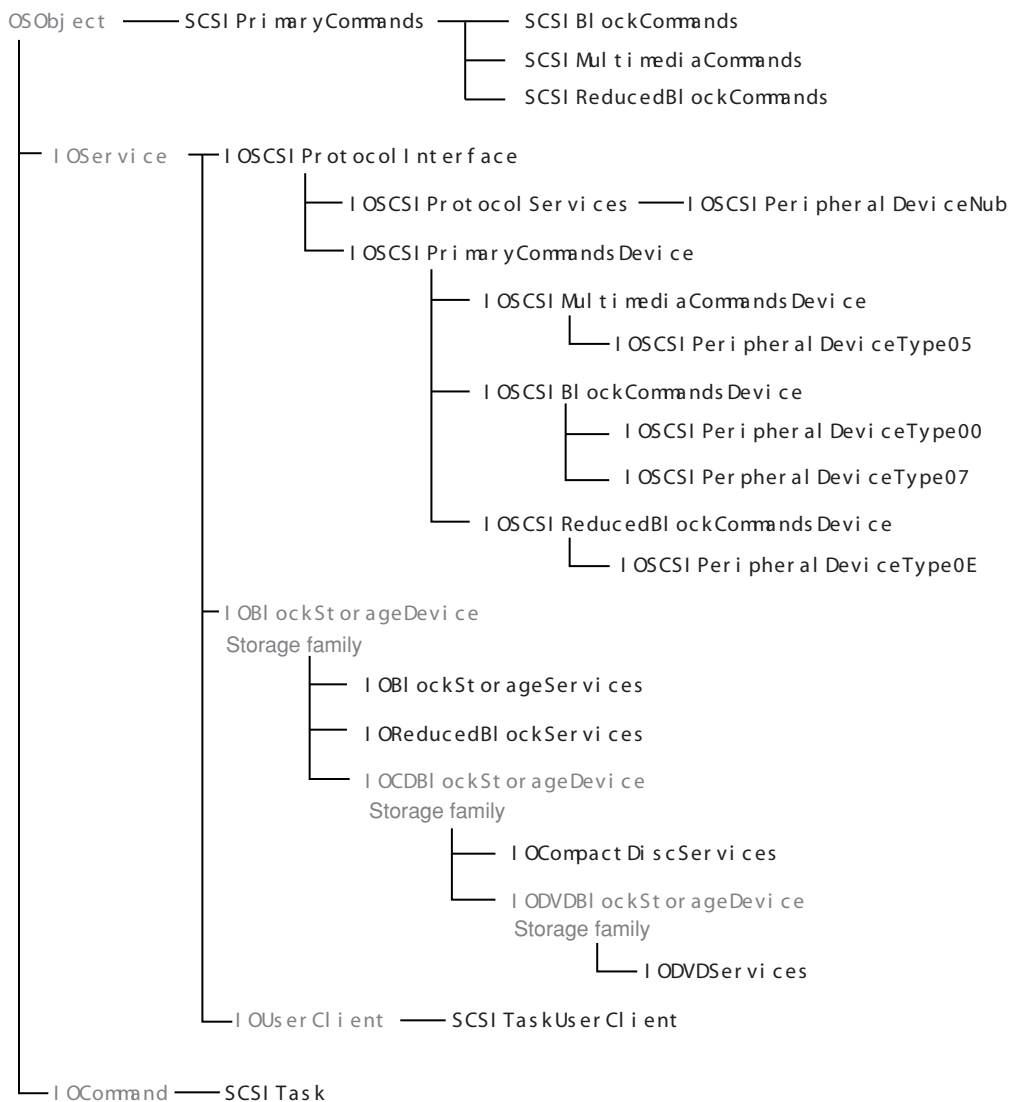 OSObject SCSIPrimaryCommands SCSIBlockCommands
SCSIMultimediaCommands
SCSIReducedBlockCommands
IOService IOSCSIProtocolInterface
IOSCSIProtocolServices IOSCSIPeripheralDeviceNub
IOSCSIPrimaryCommandsDevice
IOSCSIMultimediaCommandsDevice
IOSCSIPeripheralDeviceType05
IOSCSIBlockCommandsDevice
IOSCSIPeripheralDeviceType00
IOSCSIPerpheralDeviceType07
IOSCSIReducedBlockCommandsDevice
IOSCSIPeripheralDeviceType0E
IOBlockStorageDevice
Storage family
IOBlockStorageServices
IOReducedBlockServices
IOCDBlockStorageDevice
Storage family
IOCompactDiscServices
IODVDBlockStorageDevice
Storage family
IODVDServices
IOUserClient SCSITaskUserClient
IOCommand SCSITask